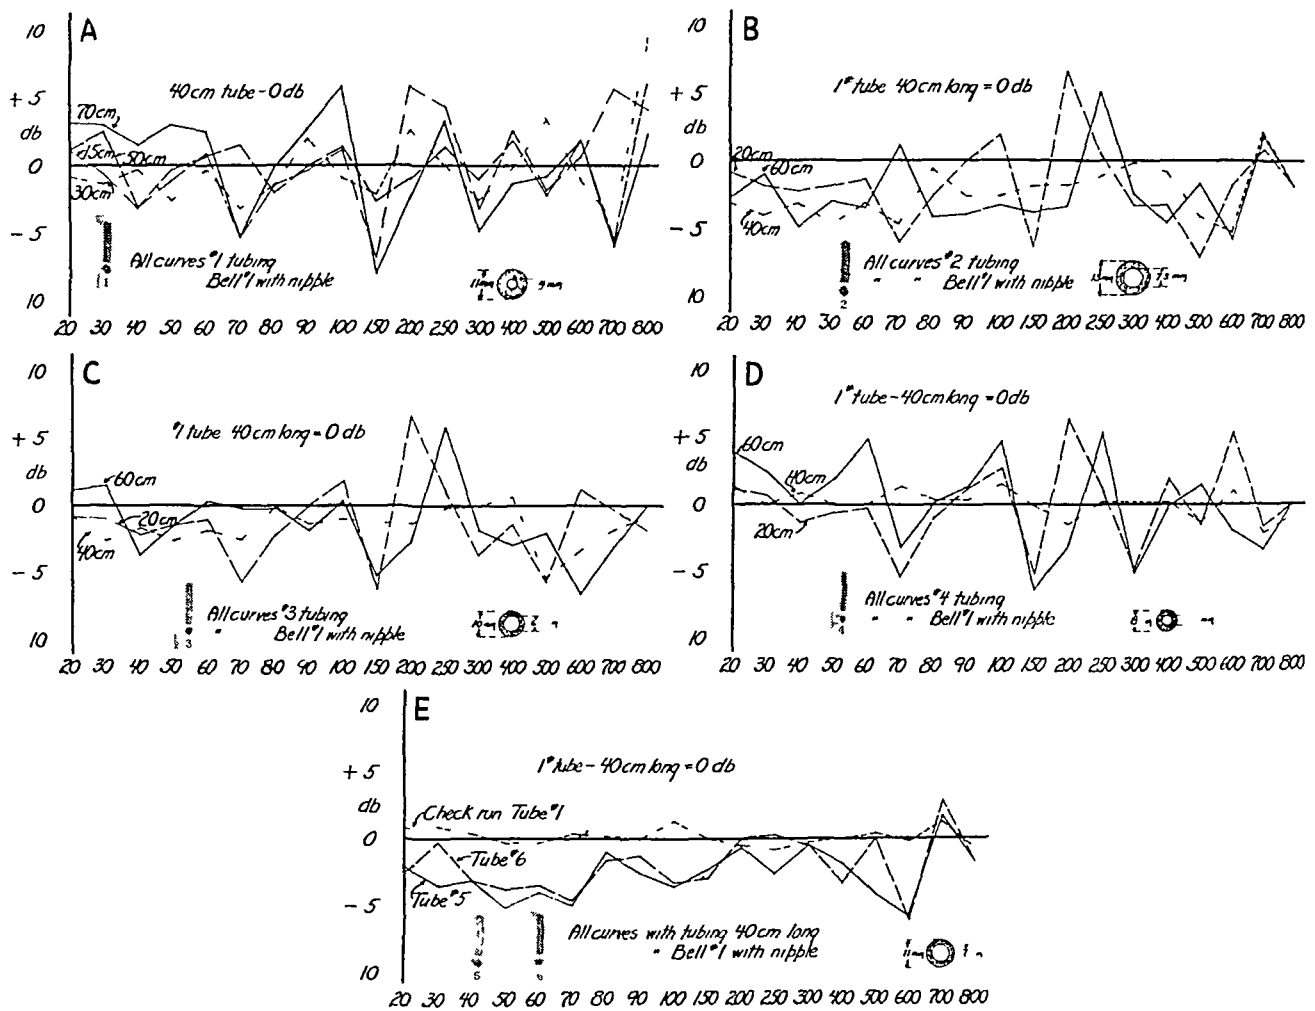 A
10
+ 5
db
0
- 5
10
40cm tube - 0 db
70cm
15cm
50cm
30cm
1
All curves #1 tubing
Bell #1 with nipple
11mm
9 mm
20 30 40 50 60 70 80 90 100 150 200 250 300 400 500 600 700 800
B
10
+ 5
db
0
- 5
10
1# tube 40cm long = 0 db
20cm
60cm
40cm
2
All curves #2 tubing
" " Bell #1 with nipple
20 30 40 50 60 70 80 90 100 150 200 250 300 400 500 600 700 800
C
10
+ 5
db
0
- 5
10
#1 tube 40cm long = 0 db
60cm
20cm
40cm
3
All curves #3 tubing
" Bell #1 with nipple
20 30 40 50 60 70 80 90 100 150 200 250 300 400 500 600 700 800
D
10
+ 5
db
0
- 5
10
1# tube - 40cm long = 0 db
60cm
40cm
20cm
4
All curves #4 tubing
" " Bell #1 with nipple
20 30 40 50 60 70 80 90 100 150 200 250 300 400 500 600 700 800
E
10
+ 5
db
0
- 5
10
1# tube - 40cm long = 0 db
Check run Tube #1
Tube #6
Tube #5
5
All curves with tubing 40cm long
" Bell #1 with nipple
20 30 40 50 60 70 80 90 100 150 200 250 300 400 500 600 700 800